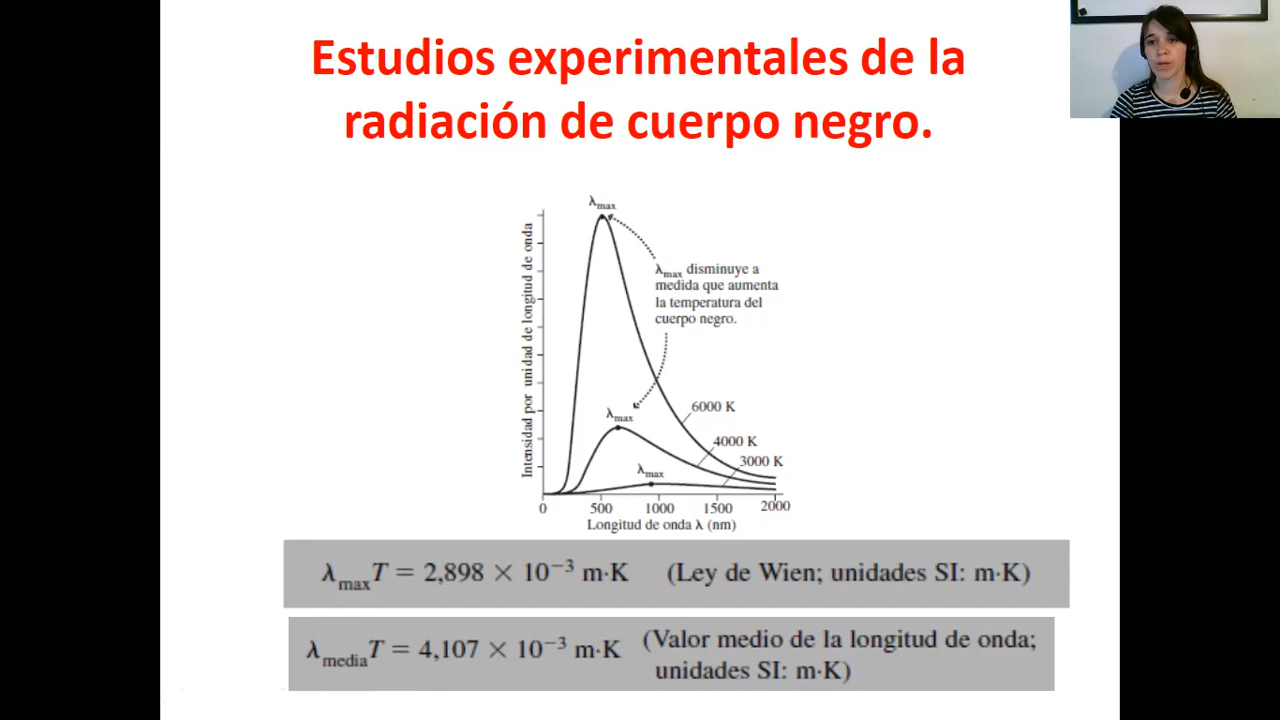 Estudios experimentales de la
radiación de cuerpo negro.
λmax
Intensidad por unidad de longitud de onda
λmax disminuye a
medida que aumenta
la temperatura del
cuerpo negro.
6000 K
λmax
4000 K
3000 K
λmax
0 500 1000 1500 2000
Longitud de onda λ (nm)
λmaxT = 2,898 × 10⁻³ m·K (Ley de Wien; unidades SI: m·K)
λmediaT = 4,107 × 10⁻³ m·K (Valor medio de la longitud de onda;
unidades SI: m·K)